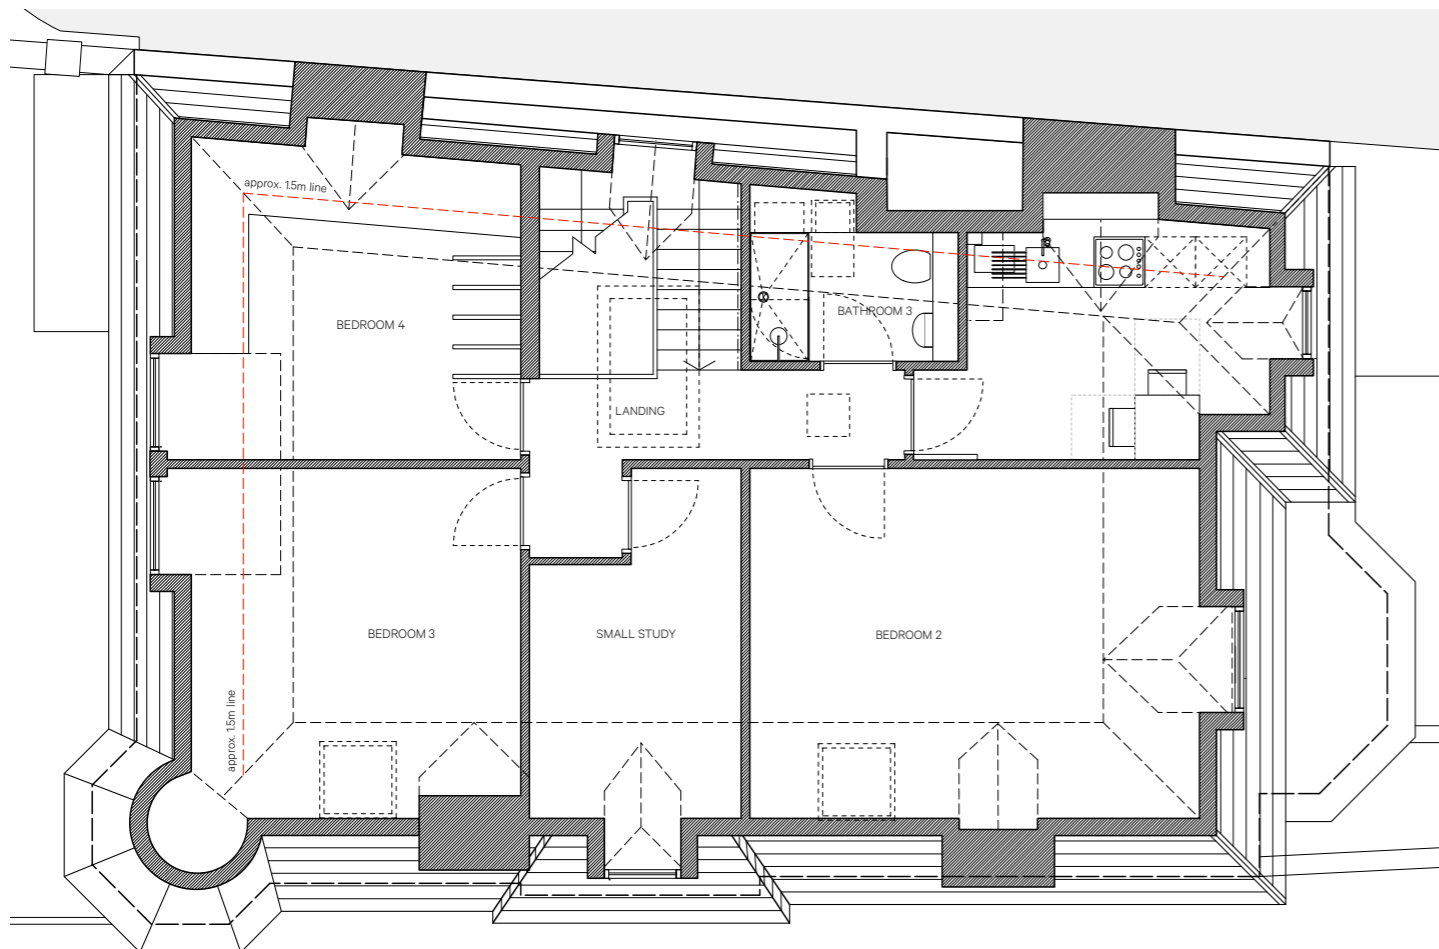 approx. 1.5m line
BEDROOM 4
BATHROOM 3
LANDING
BEDROOM 3
SMALL STUDY
BEDROOM 2
approx. 1.5m line